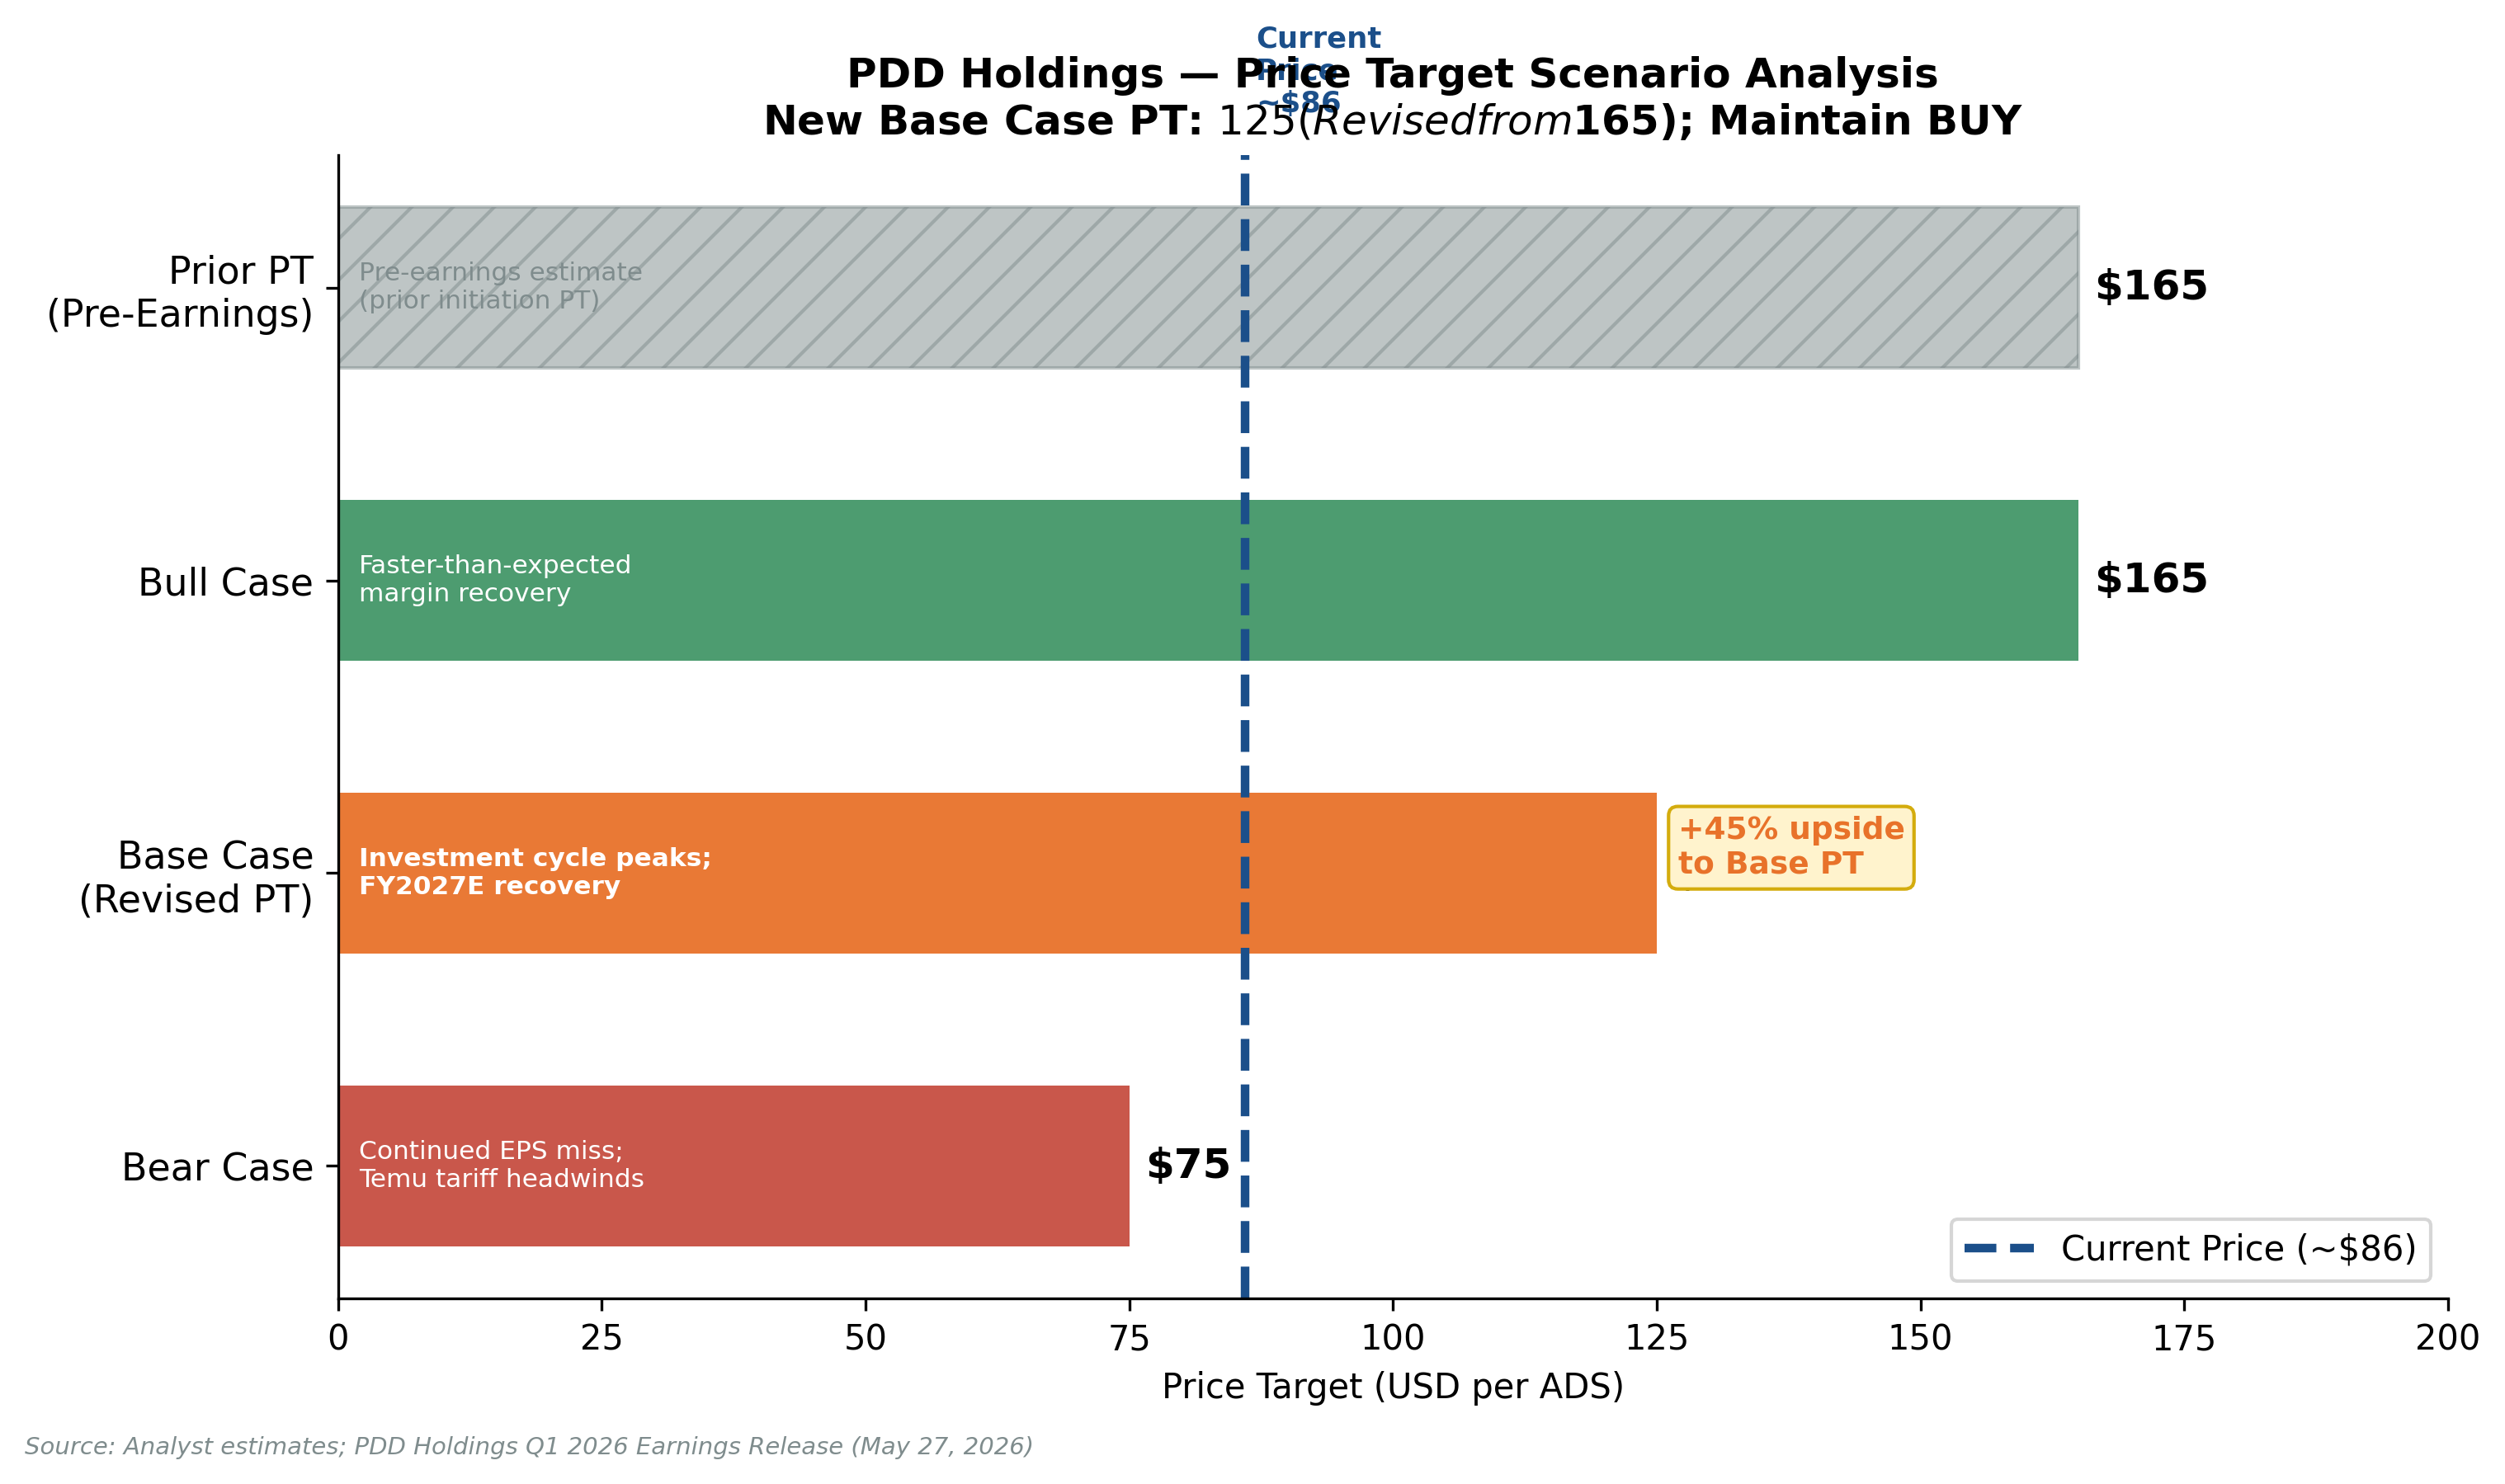 Current
Price
~$86
PDD Holdings — Price Target Scenario Analysis
New Base Case PT: 125(Revisedfrom165); Maintain BUY
Prior PT
(Pre-Earnings)
Pre-earnings estimate
(prior initiation PT)
$165
Bull Case
Faster-than-expected
margin recovery
$165
Base Case
(Revised PT)
Investment cycle peaks;
FY2027E recovery
+45% upside
to Base PT
Bear Case
Continued EPS miss;
Temu tariff headwinds
$75
Current Price (~$86)
0 25 50 75 100 125 150 175 200
Price Target (USD per ADS)
Source: Analyst estimates; PDD Holdings Q1 2026 Earnings Release (May 27, 2026)